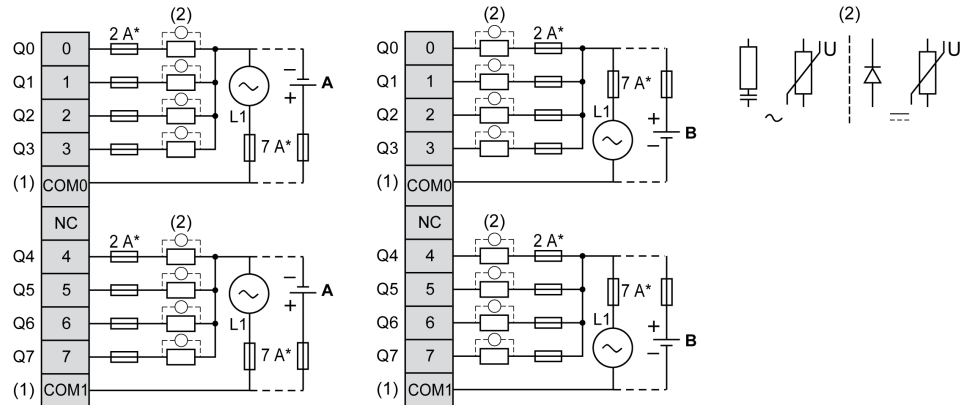 (2)
2 A*
Q0 0
Q1 1
Q2 2
Q3 3
(1) COM0
NC
L1
7 A*
−
+
A
(2)
2 A*
Q4 4
Q5 5
Q6 6
Q7 7
(1) COM1
L1
7 A*
−
+
A
(2)
2 A*
Q0 0
Q1 1
Q2 2
Q3 3
(1) COM0
NC
7 A*
L1
+
−
B
(2)
2 A*
Q4 4
Q5 5
Q6 6
Q7 7
(1) COM1
7 A*
L1
+
−
B
(2)
U U